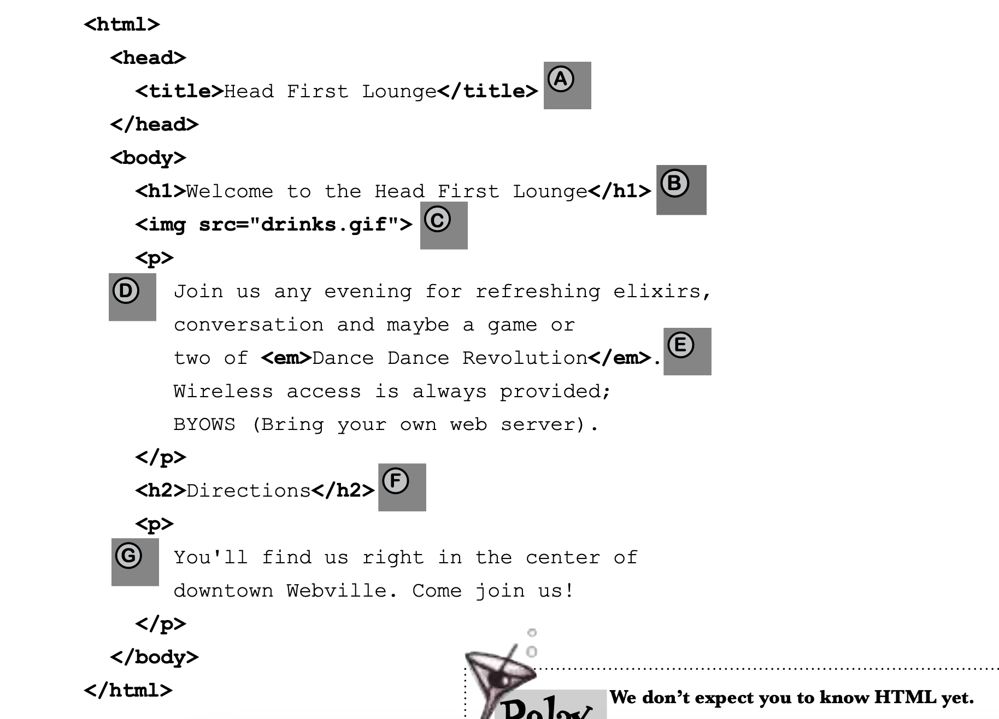 <html>
<head>
<title>Head First Lounge</title> A
</head>
<body>
<h1>Welcome to the Head First Lounge</h1> B
<img src="drinks.gif"> C
<p>
D Join us any evening for refreshing elixirs,
conversation and maybe a game or
two of <em>Dance Dance Revolution</em>. E
Wireless access is always provided;
BYOWS (Bring your own web server).
</p>
<h2>Directions</h2> F
<p>
G You'll find us right in the center of
downtown Webville. Come join us!
</p>
</body>
</html>
We don’t expect you to know HTML yet.
Relax